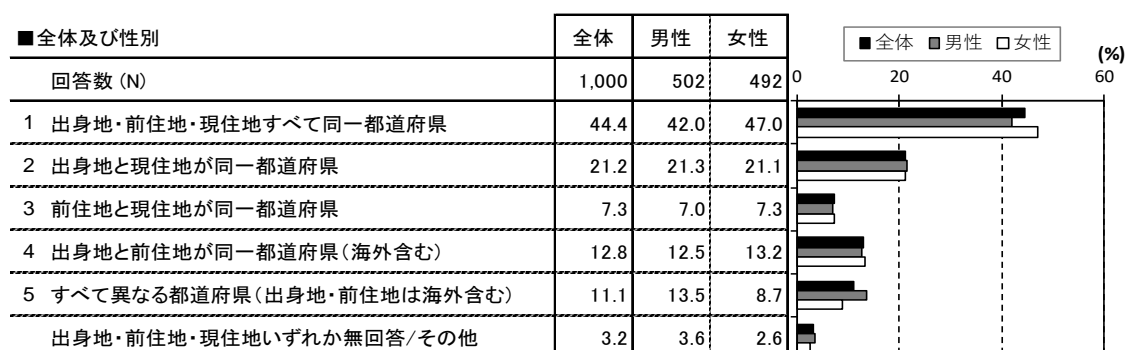 ■全体及び性別 全体 男性 女性
■全体 ■男性 □女性
(%)
回答数 (N) 1,000 502 492
0 20 40 60
1 出身地・前住地・現住地すべて同一都道府県 44.4 42.0 47.0
2 出身地と現住地が同一都道府県 21.2 21.3 21.1
3 前住地と現住地が同一都道府県 7.3 7.0 7.3
4 出身地と前住地が同一都道府県(海外含む) 12.8 12.5 13.2
5 すべて異なる都道府県(出身地・前住地は海外含む) 11.1 13.5 8.7
出身地・前住地・現住地いずれか無回答/その他 3.2 3.6 2.6